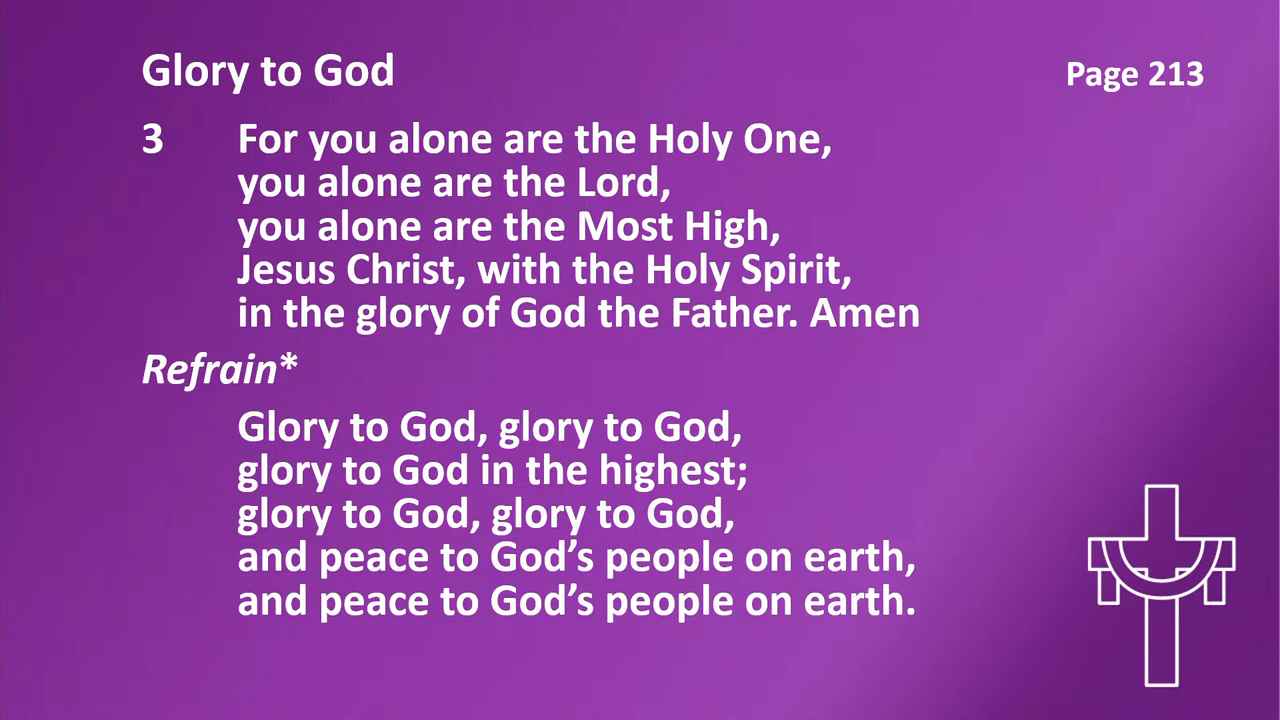 Glory to God Page 213
3 For you alone are the Holy One,
you alone are the Lord,
you alone are the Most High,
Jesus Christ, with the Holy Spirit,
in the glory of God the Father. Amen
Refrain*
Glory to God, glory to God,
glory to God in the highest;
glory to God, glory to God,
and peace to God’s people on earth,
and peace to God’s people on earth.